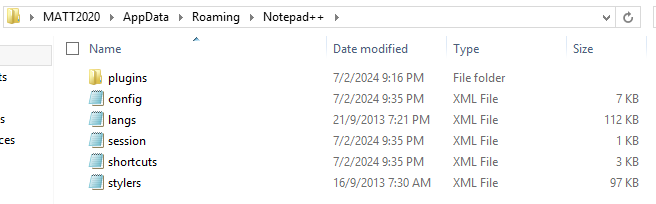 MATT2020 AppData Roaming Notepad++
Name Date modified Type Size
plugins 7/2/2024 9:16 PM File folder
config 7/2/2024 9:35 PM XML File 7 KB
langs 21/9/2013 7:21 PM XML File 112 KB
session 7/2/2024 9:35 PM XML File 1 KB
shortcuts 7/2/2024 9:35 PM XML File 3 KB
stylers 16/9/2013 7:30 AM XML File 97 KB